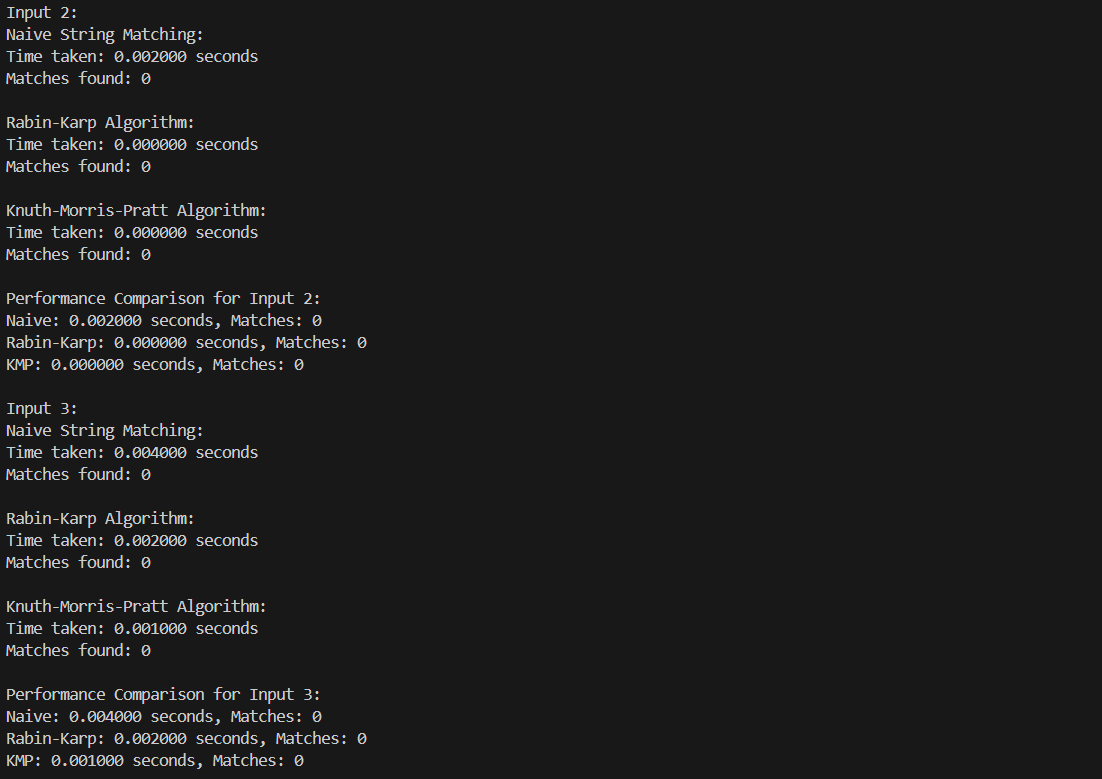 Input 2:
Naive String Matching:
Time taken: 0.002000 seconds
Matches found: 0

Rabin-Karp Algorithm:
Time taken: 0.000000 seconds
Matches found: 0

Knuth-Morris-Pratt Algorithm:
Time taken: 0.000000 seconds
Matches found: 0

Performance Comparison for Input 2:
Naive: 0.002000 seconds, Matches: 0
Rabin-Karp: 0.000000 seconds, Matches: 0
KMP: 0.000000 seconds, Matches: 0

Input 3:
Naive String Matching:
Time taken: 0.004000 seconds
Matches found: 0

Rabin-Karp Algorithm:
Time taken: 0.002000 seconds
Matches found: 0

Knuth-Morris-Pratt Algorithm:
Time taken: 0.001000 seconds
Matches found: 0

Performance Comparison for Input 3:
Naive: 0.004000 seconds, Matches: 0
Rabin-Karp: 0.002000 seconds, Matches: 0
KMP: 0.001000 seconds, Matches: 0